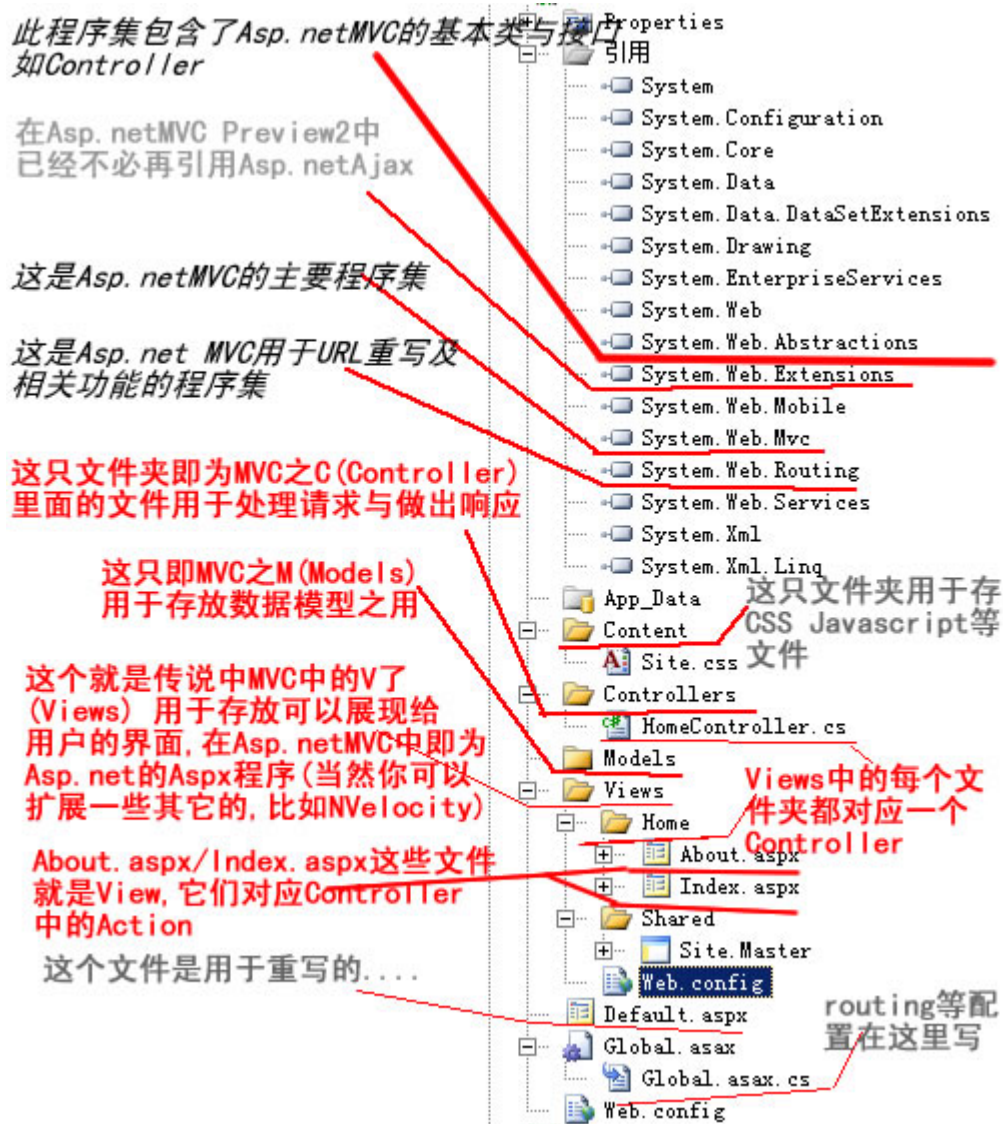 此程序集包含了Asp.netMVC的基本类与接口
如Controller
在Asp.netMVC Preview2中
已经不必再引用Asp.netAjax
这是Asp.netMVC的主要程序集
这是Asp.net MVC用于URL重写及
相关功能的程序集
这只文件夹即为MVC之C(Controller)
里面的文件用于处理请求与做出响应
这只即MVC之M(Models)
用于存放数据模型之用
这个就是传说中MVC中的V了
(Views) 用于存放可以展现给
用户的界面,在Asp.netMVC中即为
Asp.net的Aspx程序(当然你可以
扩展一些其它的,比如NVelocity)
About.aspx/Index.aspx这些文件
就是View,它们对应Controller
中的Action
这个文件是用于重写的....
Properties
引用
System
System.Configuration
System.Core
System.Data
System.Data.DataSetExtensions
System.Drawing
System.EnterpriseServices
System.Web
System.Web.Abstractions
System.Web.Extensions
System.Web.Mobile
System.Web.Mvc
System.Web.Routing
System.Web.Services
System.Xml
System.Xml.Linq
App_Data
Content
Site.css
Controllers
HomeController.cs
Models
Views
Home
About.aspx
Index.aspx
Shared
Site.Master
Web.config
Default.aspx
Global.asax
Global.asax.cs
Web.config
这只文件夹用于存
CSS Javascript等
文件
Views中的每个文
件夹都对应一个
Controller
routing等配
置在这里写